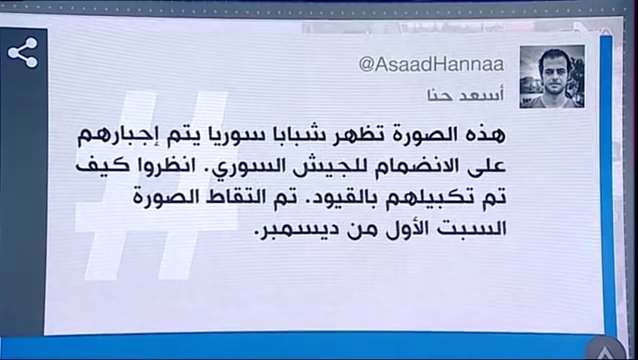 @AsaadHannaa
أسعد حنا
هذه الصورة تظهر شبابا سوريا يتم إجبارهم
على الانضمام للجيش السوري. انظروا كيف
تم تكبيلهم بالقيود. تم التقاط الصورة
السبت الأول من ديسمبر.
#